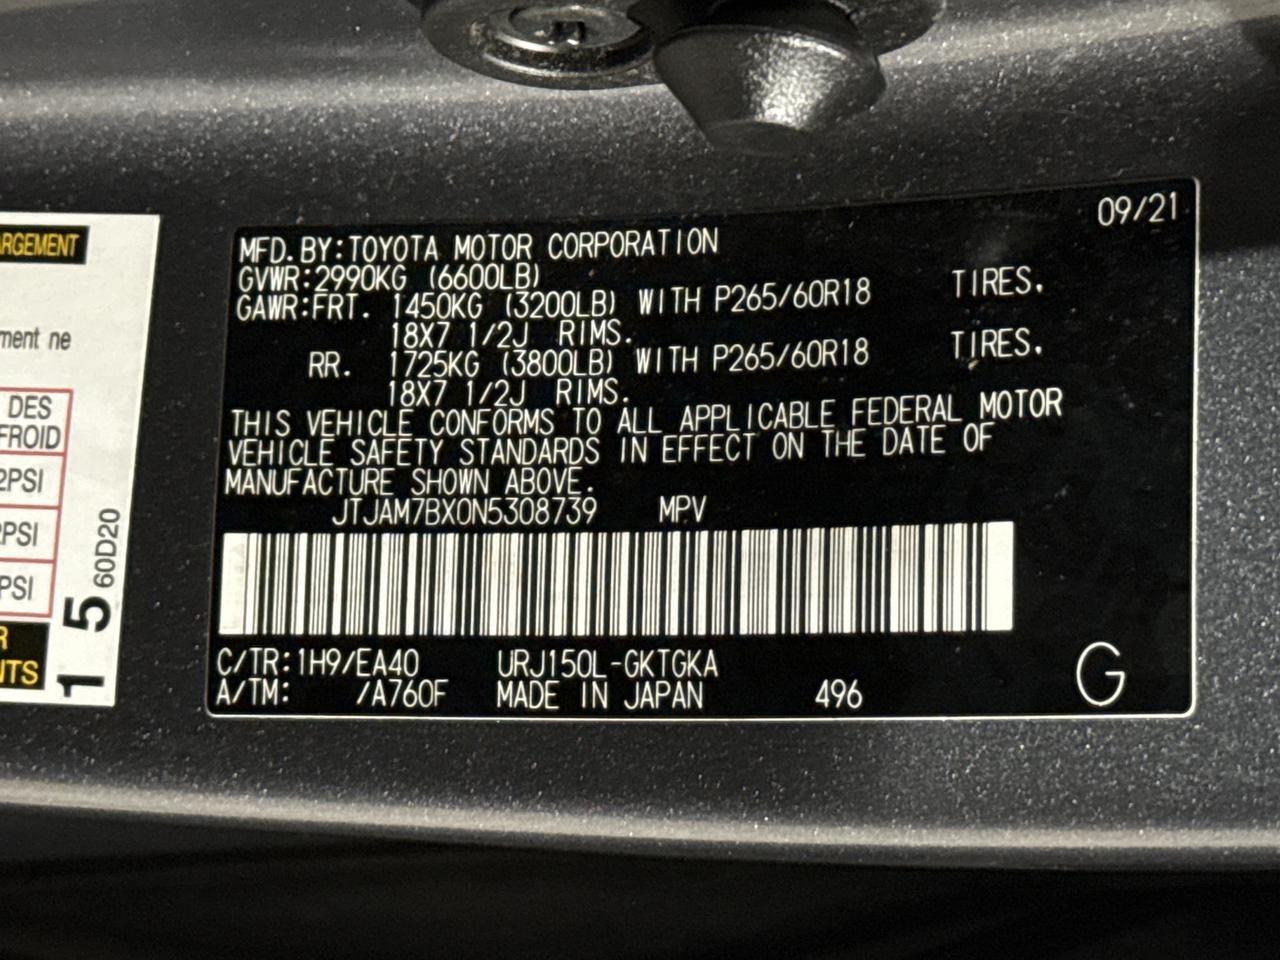 09/21
MFD.BY:TOYOTA MOTOR CORPORATION
GVWR:2990KG (6600LB)
GAWR:FRT. 1450KG (3200LB) WITH P265/60R18 TIRES.
18X7 1/2J RIMS.
RR. 1725KG (3800LB) WITH P265/60R18 TIRES.
18X7 1/2J RIMS.
THIS VEHICLE CONFORMS TO ALL APPLICABLE FEDERAL MOTOR
VEHICLE SAFETY STANDARDS IN EFFECT ON THE DATE OF
MANUFACTURE SHOWN ABOVE.
JTJAM7BX0N5308739 MPV
C/TR:1H9/EA40 URJ150L-GKTGKA
A/TM: /A760F MADE IN JAPAN 496
G
ment ne
DES
FROID
PSI
PSI
PSI
60D20
15